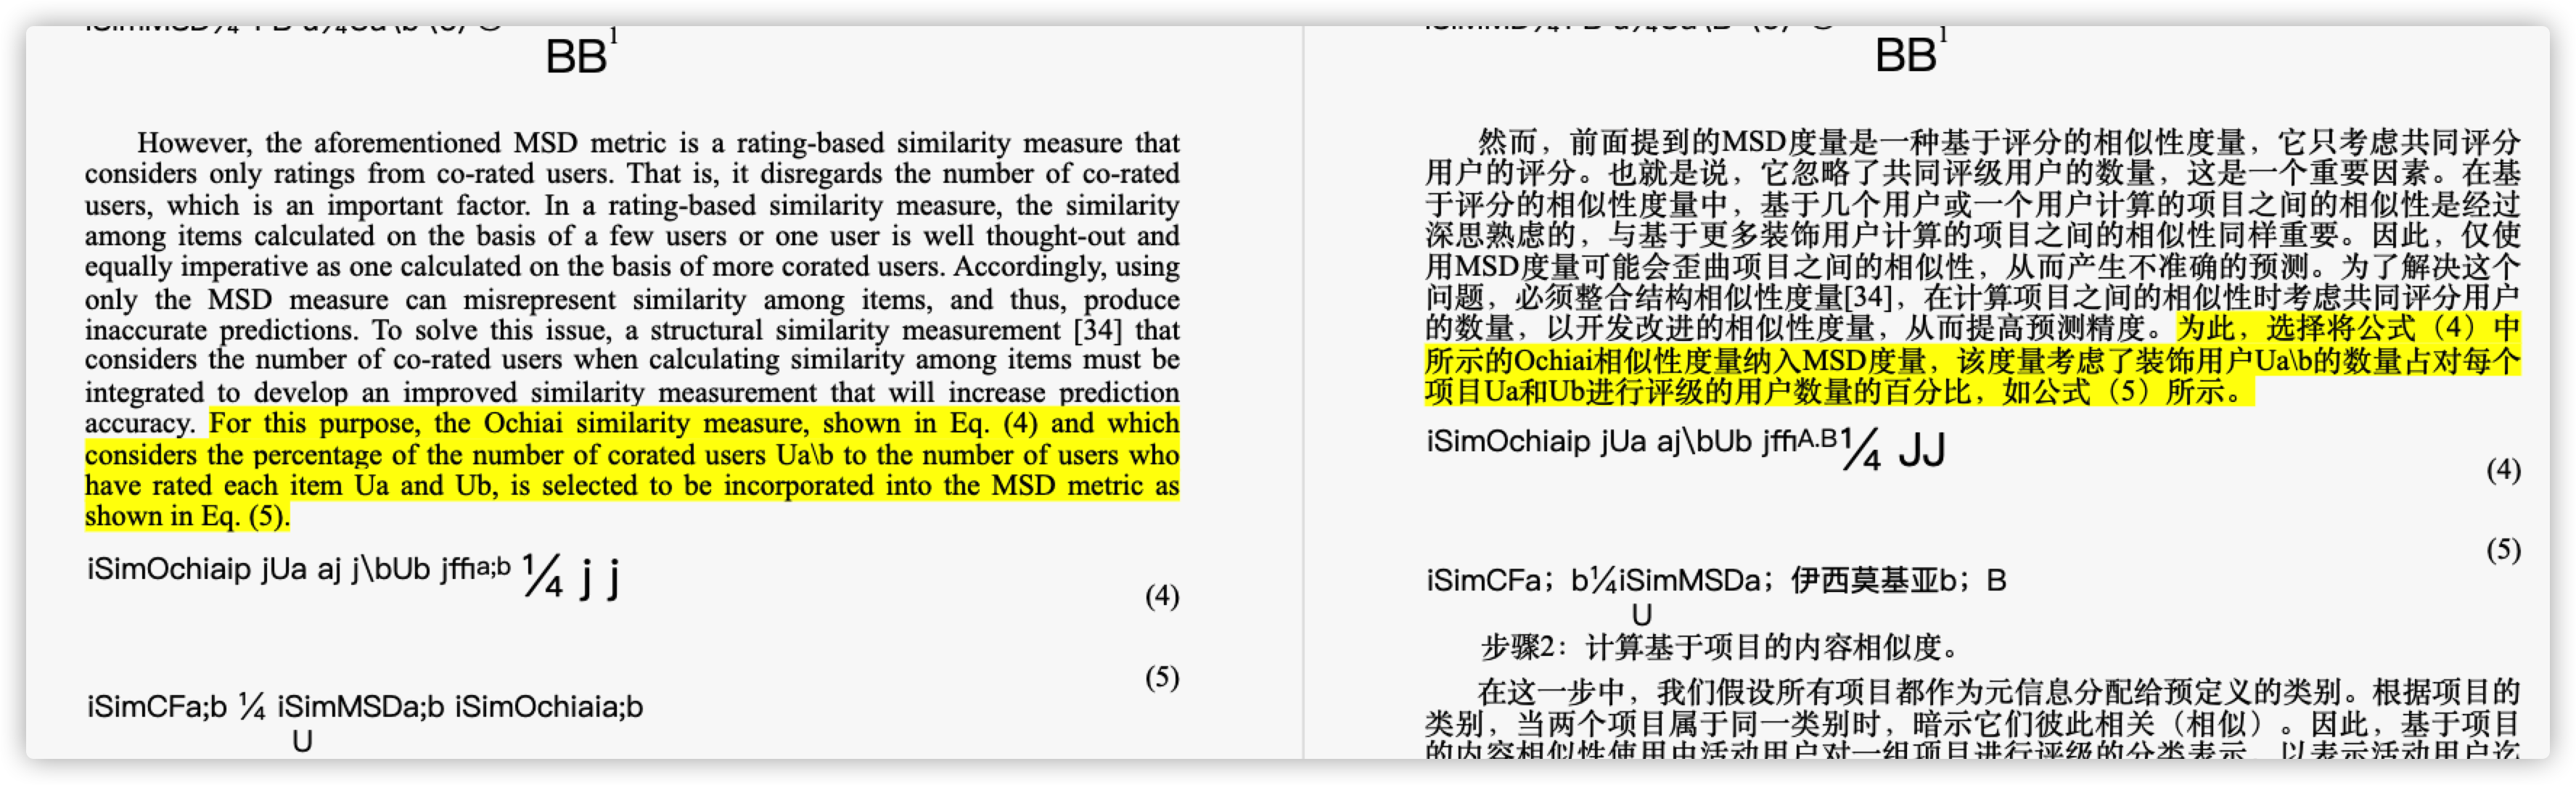 BB¹
However, the aforementioned MSD metric is a rating-based similarity measure that
considers only ratings from co-rated users. That is, it disregards the number of co-rated
users, which is an important factor. In a rating-based similarity measure, the similarity
among items calculated on the basis of a few users or one user is well thought-out and
equally imperative as one calculated on the basis of more corated users. Accordingly, using
only the MSD measure can misrepresent similarity among items, and thus, produce
inaccurate predictions. To solve this issue, a structural similarity measurement [34] that
considers the number of co-rated users when calculating similarity among items must be
integrated to develop an improved similarity measurement that will increase prediction
accuracy. For this purpose, the Ochiai similarity measure, shown in Eq. (4) and which
considers the percentage of the number of corated users Ua\b to the number of users who
have rated each item Ua and Ub, is selected to be incorporated into the MSD metric as
shown in Eq. (5).
iSimOchiaip jUa aj j\bUb jffia;b ¼ j j
(4)
(5)
iSimCFa;b ¼ iSimMSDa;b iSimOchiaia;b
U
BB¹
然而，前面提到的MSD度量是一种基于评分的相似性度量，它只考虑共同评分
用户的评分。也就是说，它忽略了共同评级用户的数量，这是一个重要因素。在基
于评分的相似性度量中，基于几个用户或一个用户计算的项目之间的相似性是经过
深思熟虑的，与基于更多装饰用户计算的项目之间的相似性同样重要。因此，仅使
用MSD度量可能会歪曲项目之间的相似性，从而产生不准确的预测。为了解决这个
问题，必须整合结构相似性度量[34]，在计算项目之间的相似性时考虑共同评分用户
的数量，以开发改进的相似性度量，从而提高预测精度。为此，选择将公式（4）中
所示的Ochiai相似性度量纳入MSD度量，该度量考虑了装饰用户Ua\b的数量占对每个
项目Ua和Ub进行评级的用户数量的百分比，如公式（5）所示。
iSimOchiaip jUa aj\bUb jffiA.B¼ JJ
(4)
(5)
iSimCFa；b¼iSimMSDa；伊西莫基亚b；B
U
步骤2：计算基于项目的内容相似度。
在这一步中，我们假设所有项目都作为元信息分配给预定义的类别。根据项目的
类别，当两个项目属于同一类别时，暗示它们彼此相关（相似）。因此，基于项目
的内容相似性使用由活动用户对一组项目进行评级的分类表示，以表示活动用户迄